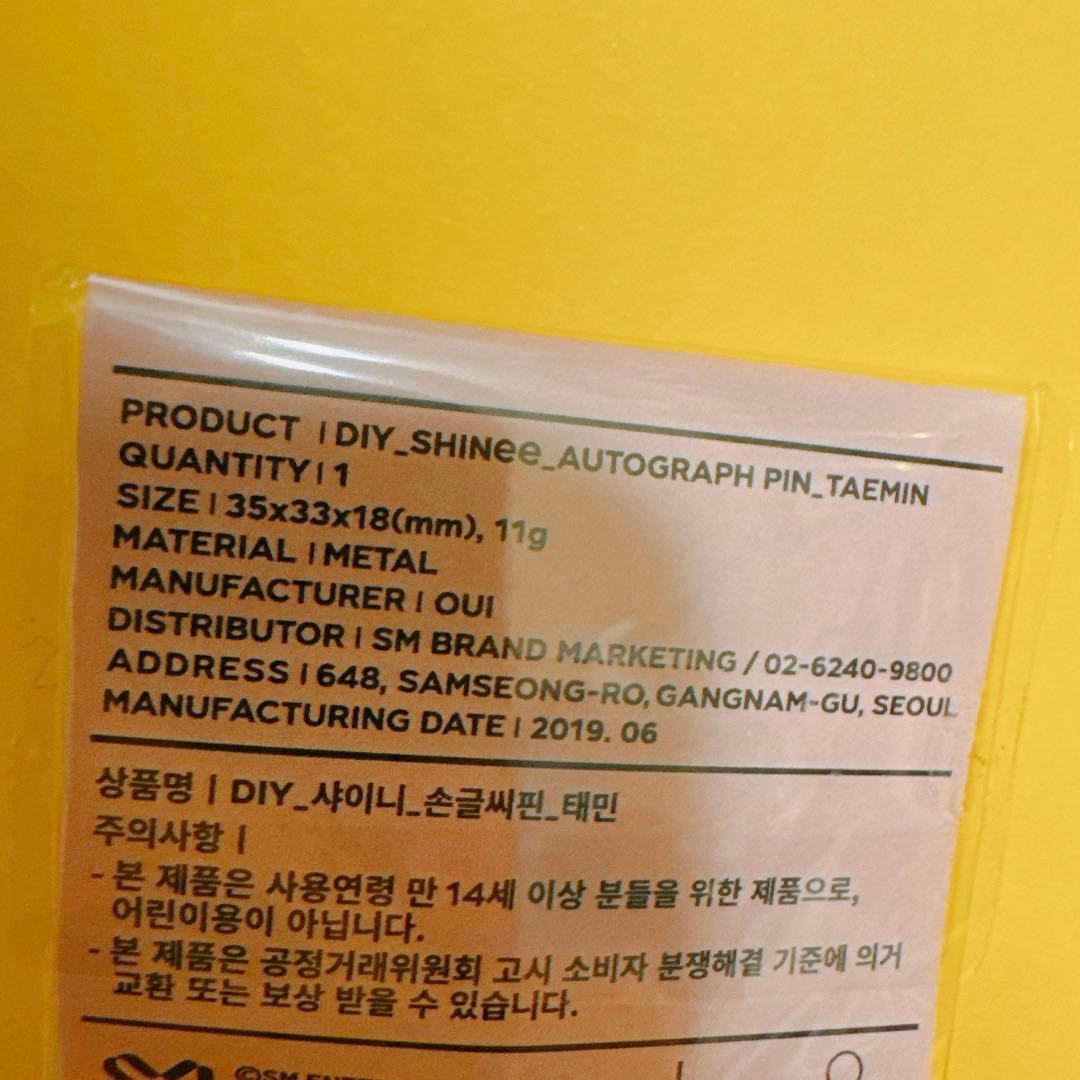 PRODUCT | DIY_SHINee_AUTOGRAPH PIN_TAEMIN
QUANTITY | 1
SIZE | 35x33x18(mm), 11g
MATERIAL | METAL
MANUFACTURER | OUI
DISTRIBUTOR | SM BRAND MARKETING / 02-6240-9800
ADDRESS | 648, SAMSEONG-RO, GANGNAM-GU, SEOUL
MANUFACTURING DATE | 2019. 06
상품명 | DIY_샤이니_손글씨핀_태민
주의사항 |
- 본 제품은 사용연령 만 14세 이상 분들을 위한 제품으로,
어린이용이 아닙니다.
- 본 제품은 공정거래위원회 고시 소비자 분쟁해결 기준에 의거
교환 또는 보상 받을 수 있습니다.
©SM